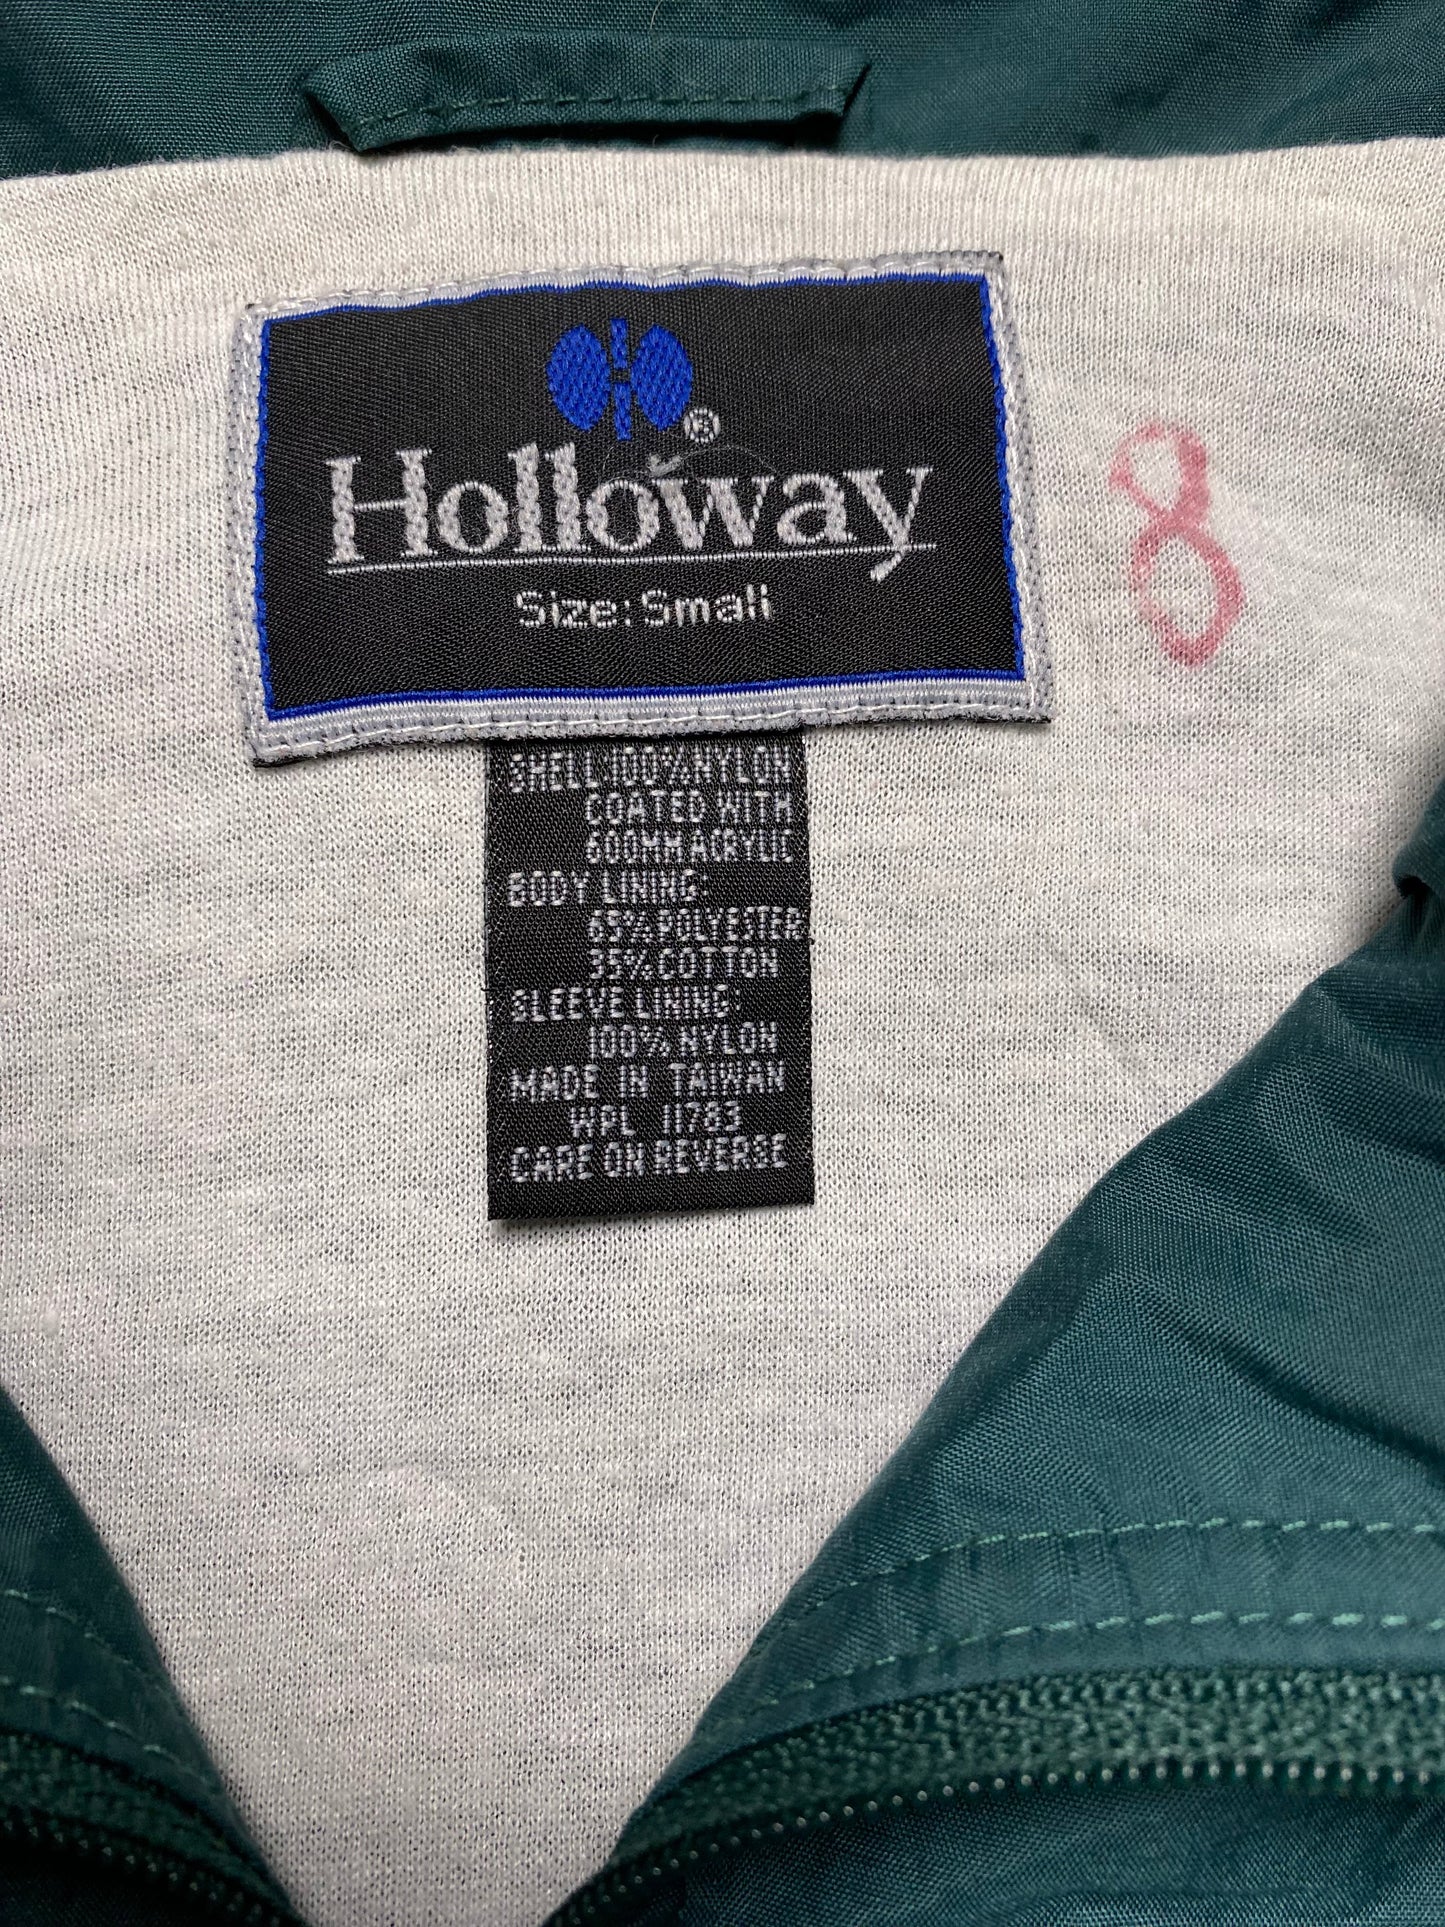 Holloway®
Size: Small
8
SHELL 100% NYLON
COATED WITH
600MM ACRYLIC
BODY LINING:
65% POLYESTER
35% COTTON
SLEEVE LINING:
100% NYLON
MADE IN TAIWAN
WPL 11783
CARE ON REVERSE